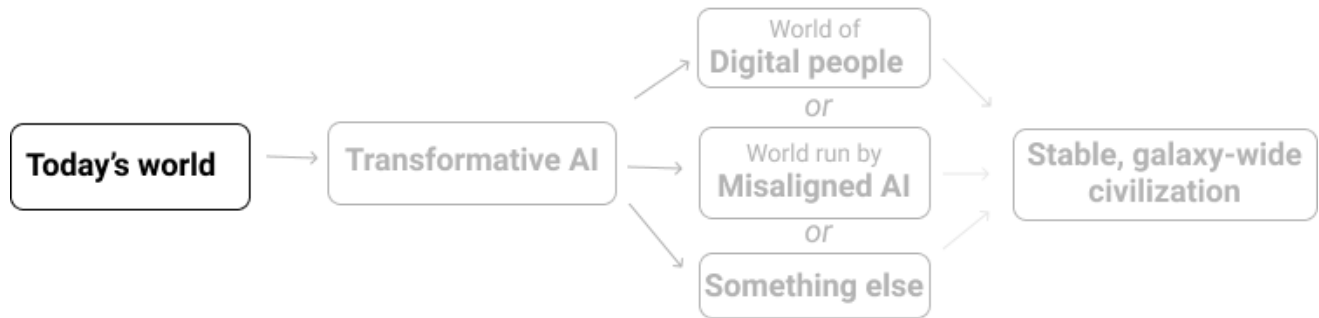 Today's world
Transformative AI
World of
Digital people
or
World run by
Misaligned AI
or
Something else
Stable, galaxy-wide
civilization